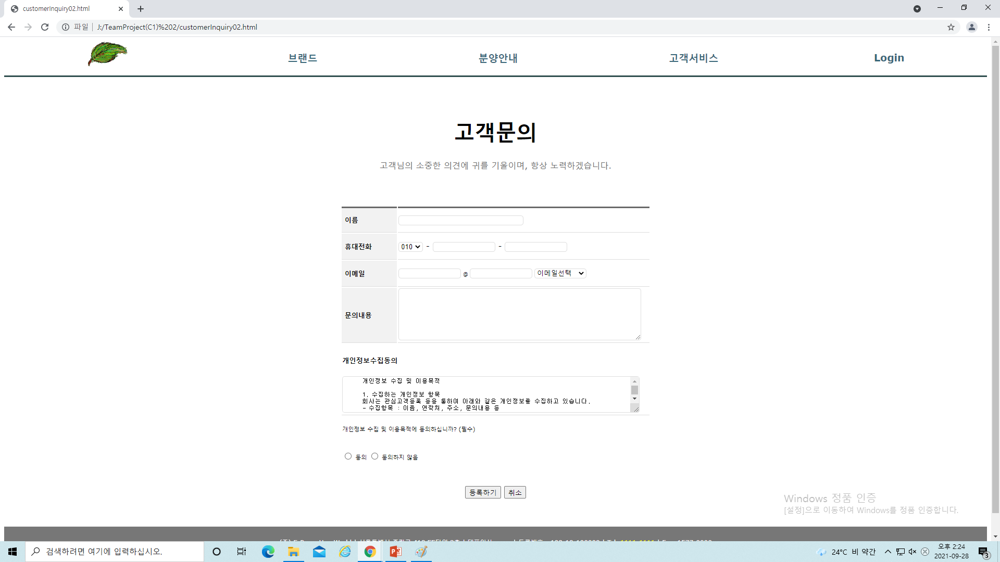 customerInquiry02.html
파일 | J:/TeamProject(C1)%202/customerInquiry02.html
브랜드 분양안내 고객서비스 Login
고객문의
고객님의 소중한 의견에 귀를 기울이며, 항상 노력하겠습니다.
이름
휴대전화 010 - -
이메일 @ 이메일선택
문의내용
개인정보수집동의
개인정보 수집 및 이용목적
1. 수집하는 개인정보 항목
회사는 관심고객등록 등을 통하여 아래와 같은 개인정보를 수집하고 있습니다.
- 수집항목 : 이름, 연락처, 주소, 문의내용 등
개인정보 수집 및 이용목적에 동의하십니까? (필수)
동의 동의하지 않음
등록하기 취소
Windows 정품 인증
[설정]으로 이동하여 Windows를 정품 인증합니다.
검색하려면 여기에 입력하십시오.
24°C 비 약간
오후 2:24
2021-09-28
3